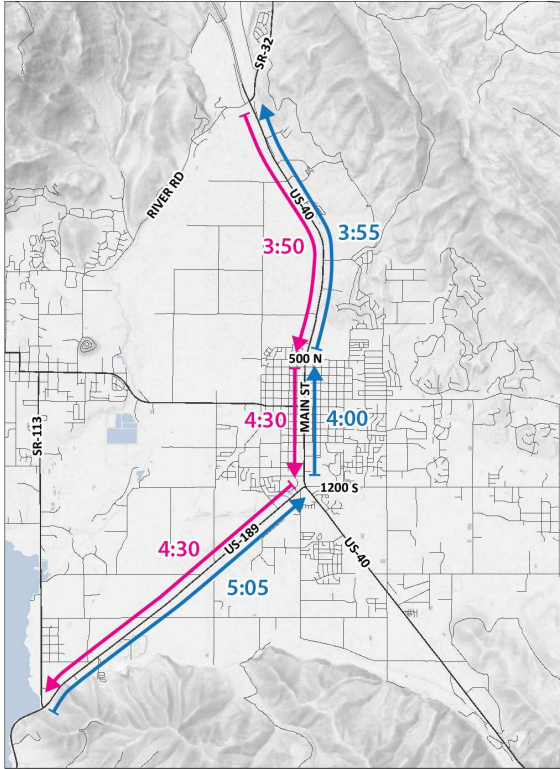 SR-32
RIVER RD
US-40
3:50
3:55
500 N
4:30
MAIN ST
4:00
SR-113
1200 S
4:30
US-189
US-40
5:05